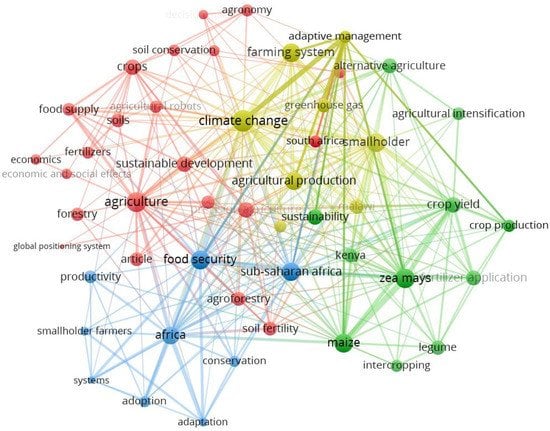 agronomy
adaptive management
soil conservation
farming system
crops
alternative agriculture
food supply
agricultural robots
greenhouse gas
soils
climate change
agricultural intensification
south africa
smallholder
fertilizers
economics
sustainable development
economic and social effects
agricultural production
agriculture
crop yield
forestry
sustainability
malawi
crop production
global positioning system
article
food security
kenya
productivity
sub-saharan africa
zea mays
fertilizer application
agroforestry
smallholder farmers
africa
soil fertility
maize
legume
conservation
intercropping
systems
adoption
adaptation